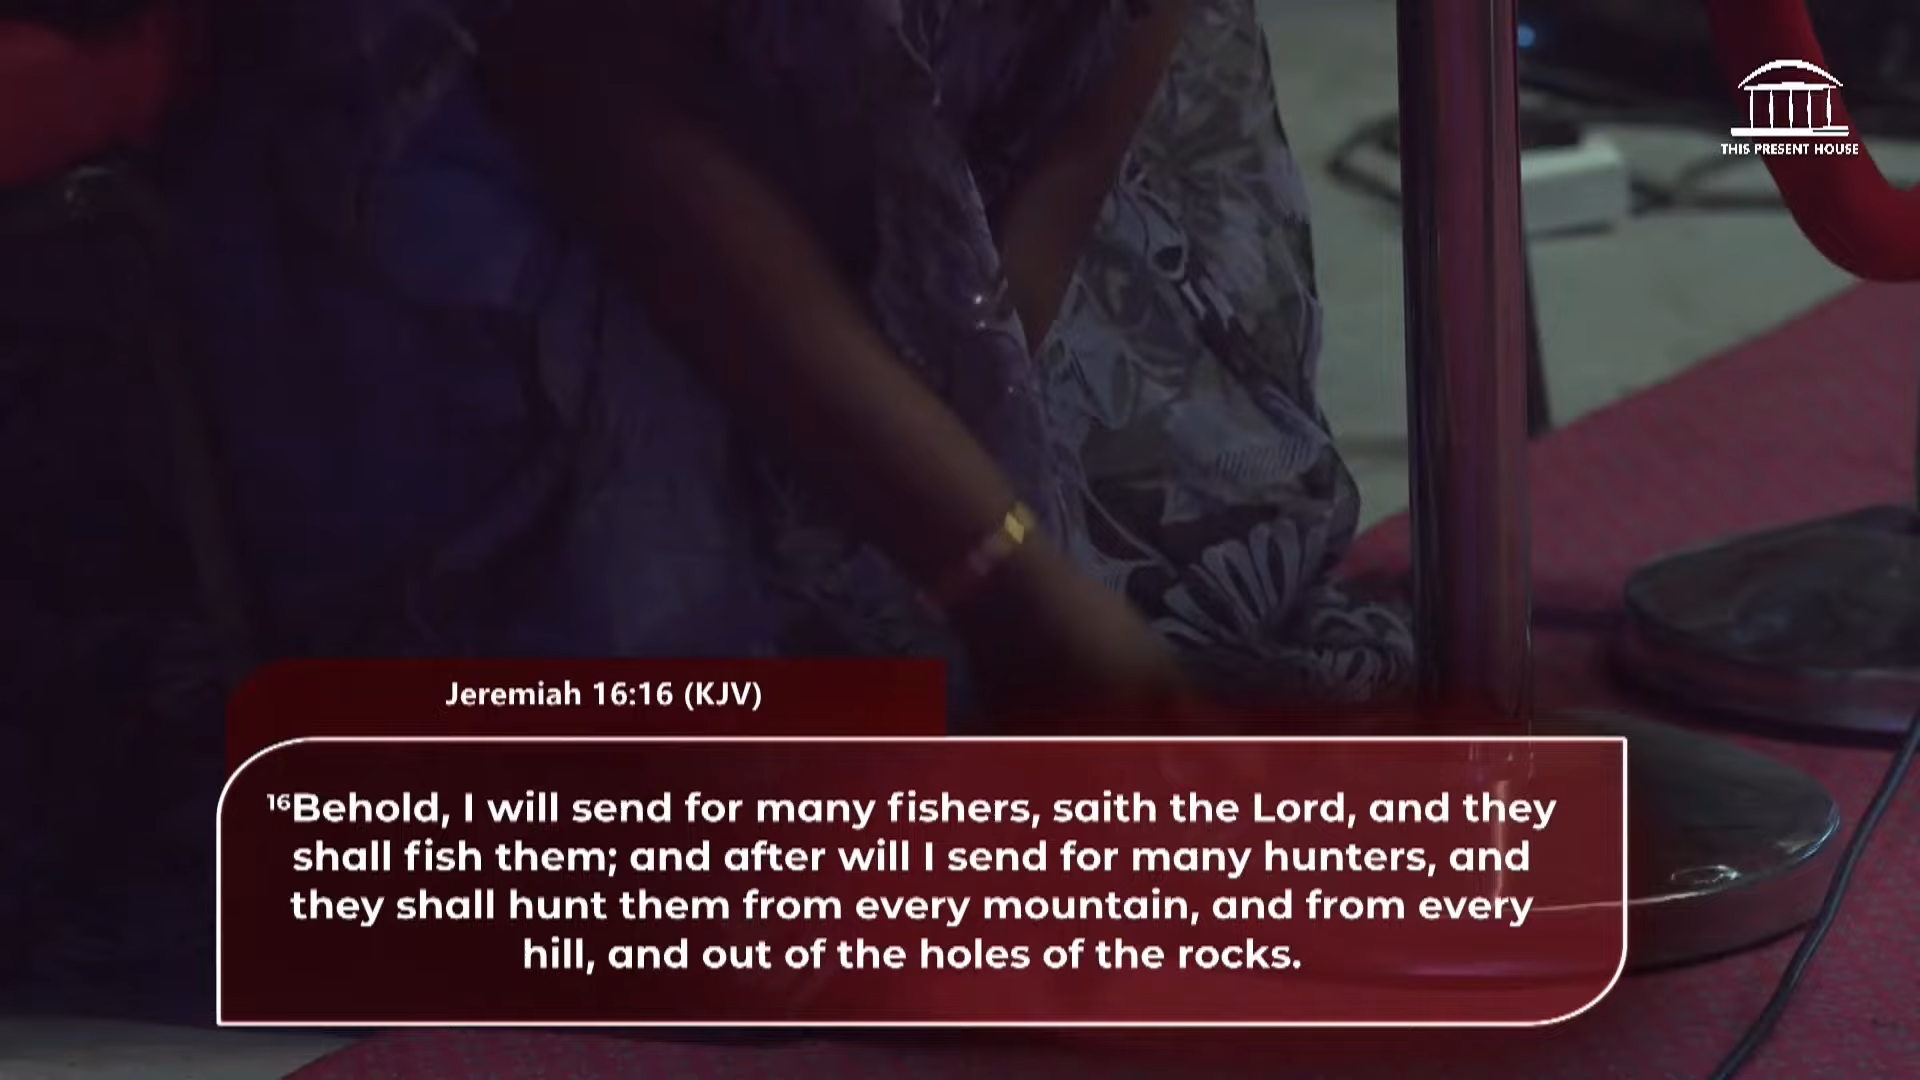 THIS PRESENT HOUSE
Jeremiah 16:16 (KJV)
¹⁶Behold, I will send for many fishers, saith the Lord, and they
shall fish them; and after will I send for many hunters, and
they shall hunt them from every mountain, and from every
hill, and out of the holes of the rocks.